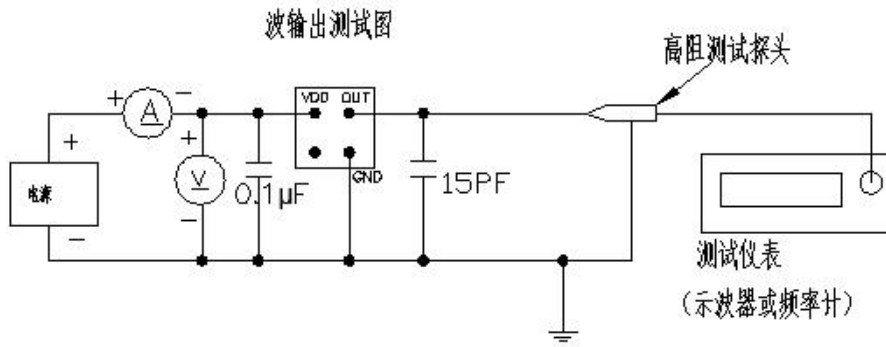 波输出测试图
高阻测试探头
+ A −
VDD OUT
+
+
V
电源
0.1μF
GND
15PF
−
−
测试仪表
（示波器或频率计）